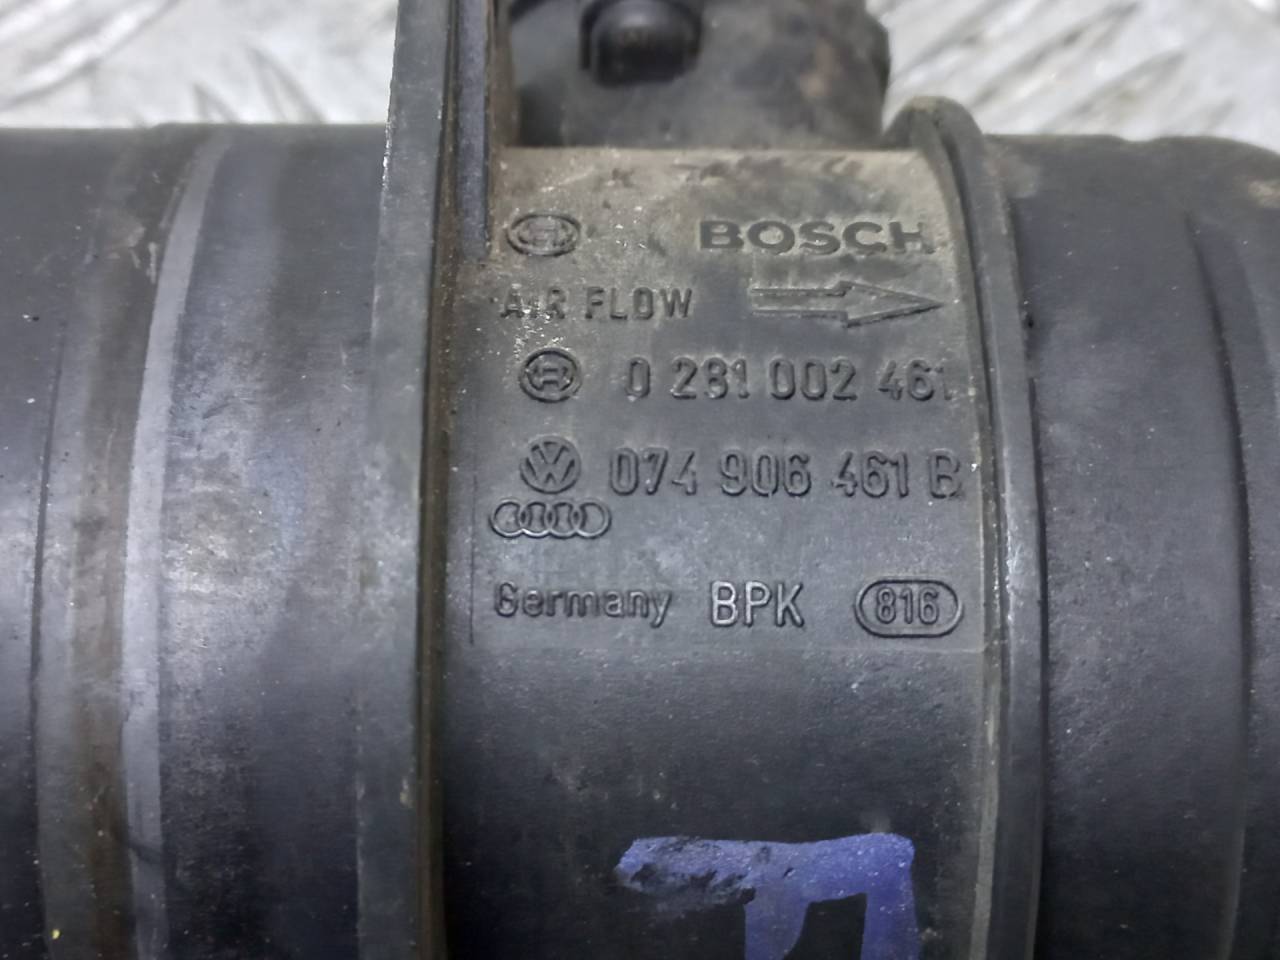 BOSCH
AIR FLOW
0 281 002 461
074 906 461 B
Germany BPK 816